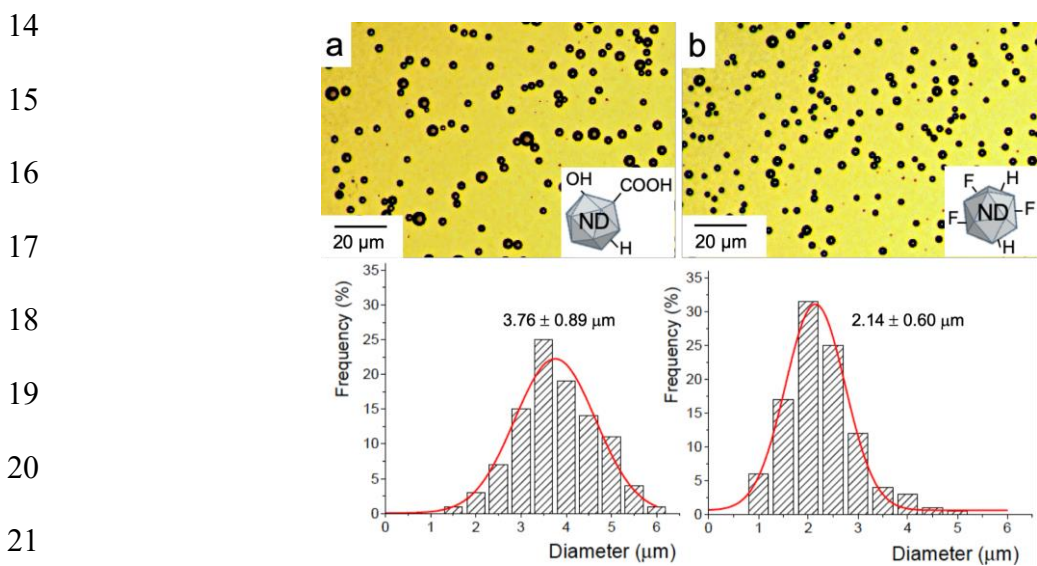 14
15
16
17
18
19
20
21
a
OH
COOH
ND
H
20 μm
b
F
H
ND
F
F
H
20 μm
35
30
25
20
15
10
5
0
Frequency (%)
3.76 ± 0.89 μm
0 1 2 3 4 5 6
Diameter (μm)
35
30
25
20
15
10
5
0
Frequency (%)
2.14 ± 0.60 μm
0 1 2 3 4 5 6
Diameter (μm)